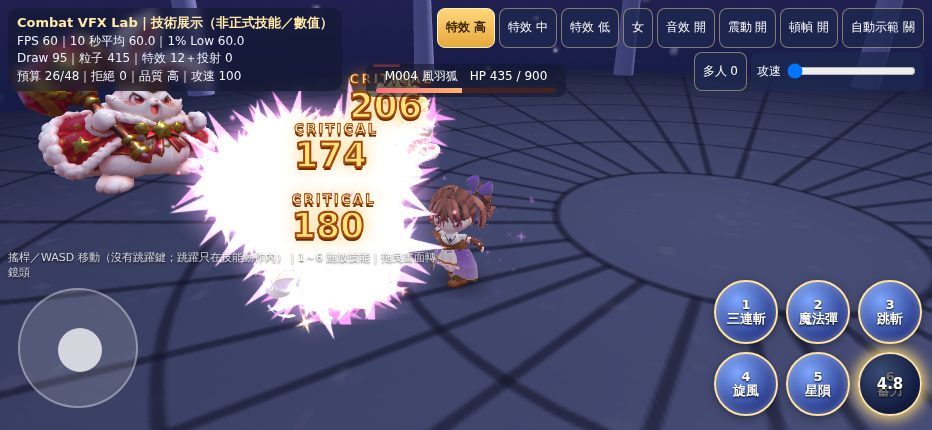 Combat VFX Lab｜技術展示（非正式技能／數值）
FPS 60｜10 秒平均 60.0｜1% Low 60.0
Draw 95｜粒子 415｜特效 12＋投射 0
預算 26/48｜拒絕 0｜品質 高｜攻速 100
特效 高
特效 中
特效 低
女
音效 開
震動 開
頓幀 開
自動示範 關
多人 0
攻速
M004 風羽狐 HP 435 / 900
206
CRITICAL
174
CRITICAL
180
搖桿／WASD 移動（沒有跳躍鍵；跳躍只在技能動作內）｜1~6 施放技能｜拖曳畫面轉
鏡頭
1
三連斬
2
魔法彈
3
跳斬
4
旋風
5
星隕
4.8